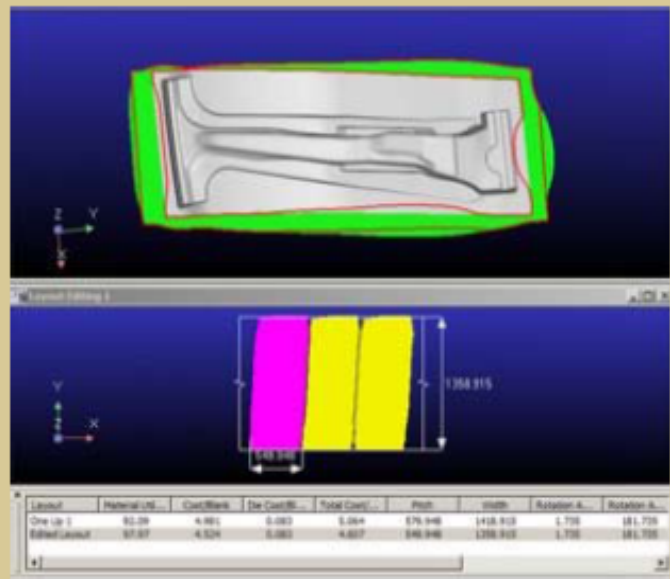 Z
Y
X
Layout Editing 1
1358.915
Y
Z
X
548.948
Layout Material Uti... Cost/Blank Die Cost/Bl... Total Cost/... Pitch Width Rotation A... Rotation A...
One Up 1 92.09 4.981 0.083 5.064 579.948 1418.915 1.735 181.735
Edited Layout 97.97 4.524 0.083 4.607 548.948 1358.915 1.735 181.735